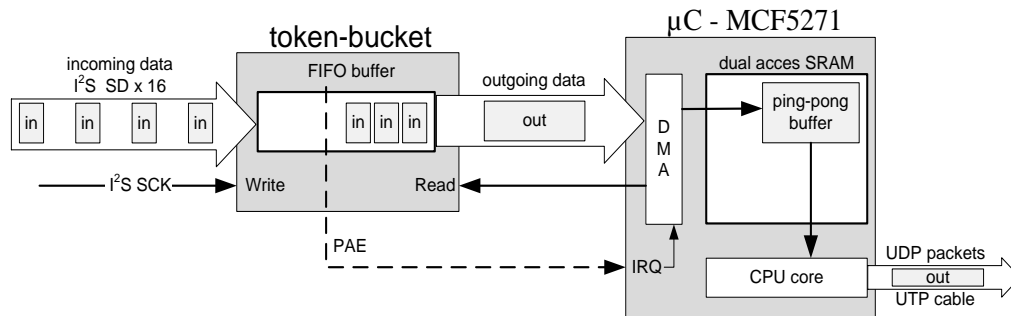 µC - MCF5271
token-bucket
FIFO buffer
dual acces SRAM
incoming data
I²S SD x 16
outgoing data
in
in
in
in
in
in
in
out
D
M
A
ping-pong
buffer
I²S SCK
Write
Read
PAE
IRQ
CPU core
UDP packets
out
UTP cable